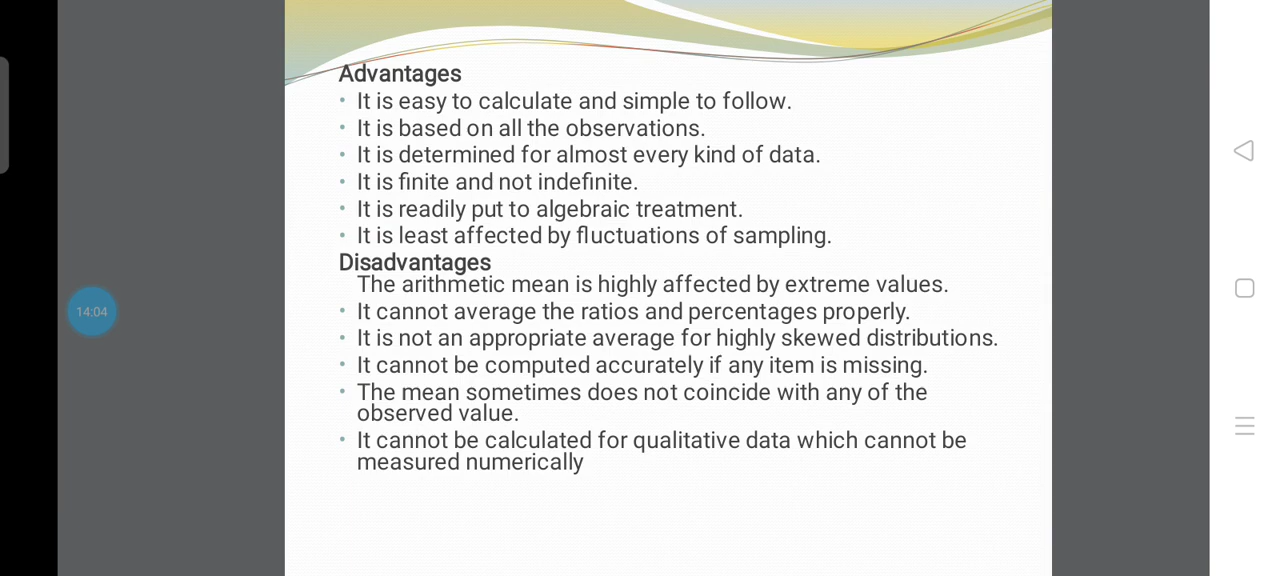 Advantages
• It is easy to calculate and simple to follow.
• It is based on all the observations.
• It is determined for almost every kind of data.
• It is finite and not indefinite.
• It is readily put to algebraic treatment.
• It is least affected by fluctuations of sampling.
Disadvantages
The arithmetic mean is highly affected by extreme values.
• It cannot average the ratios and percentages properly.
14:04
• It is not an appropriate average for highly skewed distributions.
• It cannot be computed accurately if any item is missing.
• The mean sometimes does not coincide with any of the
observed value.
• It cannot be calculated for qualitative data which cannot be
measured numerically